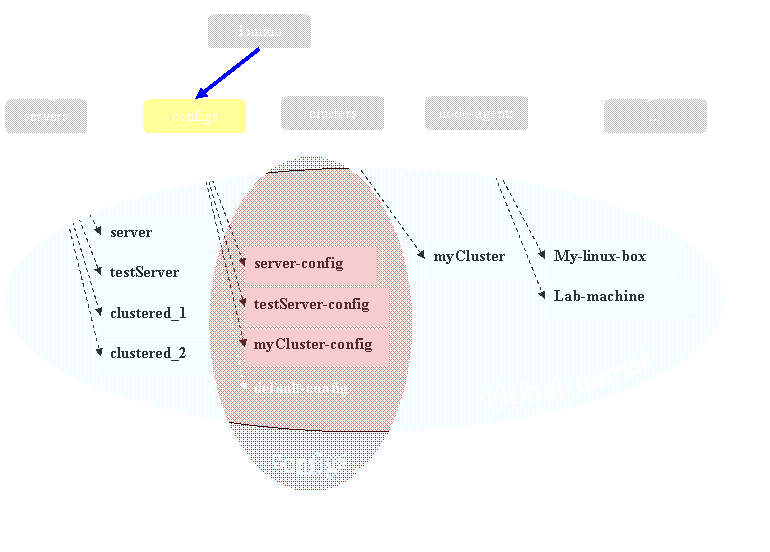 domain
servers
configs
clusters
node-agents
...
server
testServer
clustered_1
clustered_2
server-config
testServer-config
myCluster-config
default-config
myCluster
My-linux-box
Lab-machine
configs